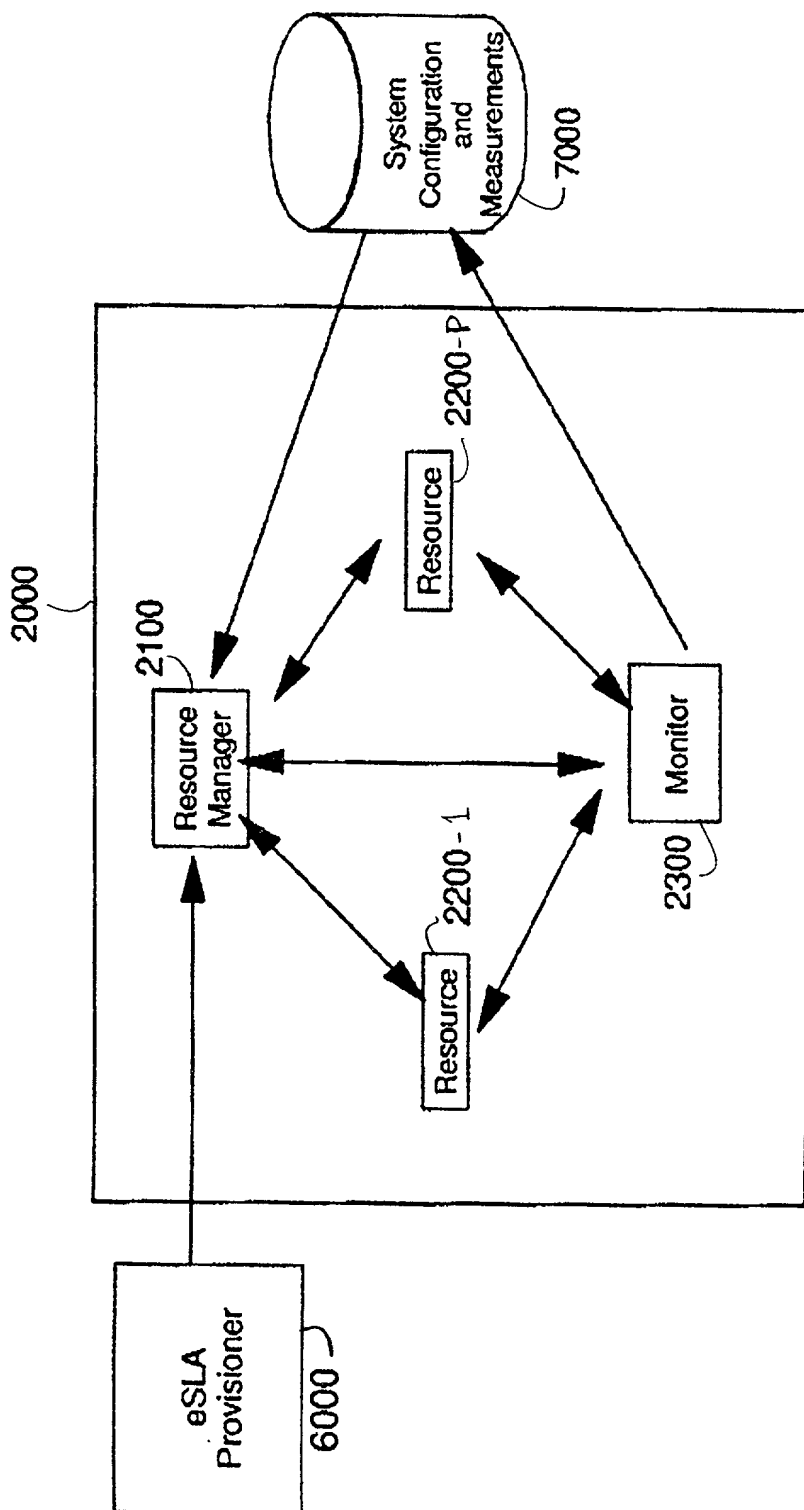 2000
eSLA
Provisioner
6000
Resource
Manager
2100
Resource
2200-1
Resource
2200-P
Monitor
2300
System
Configuration
and
Measurements
7000